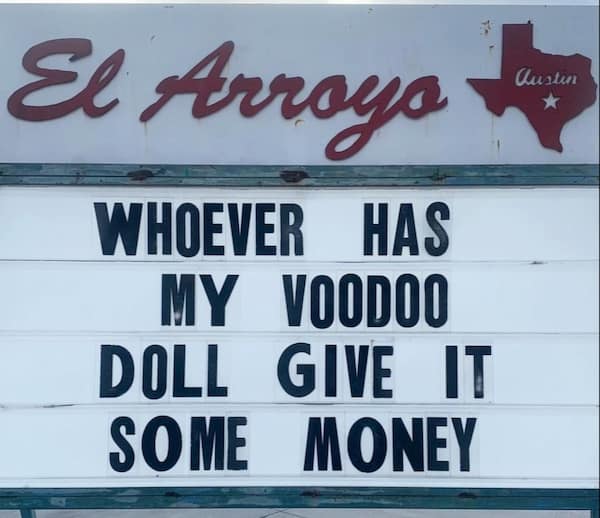 El Arroyo
Austin
WHOEVER HAS
MY VOODOO
DOLL GIVE IT
SOME MONEY